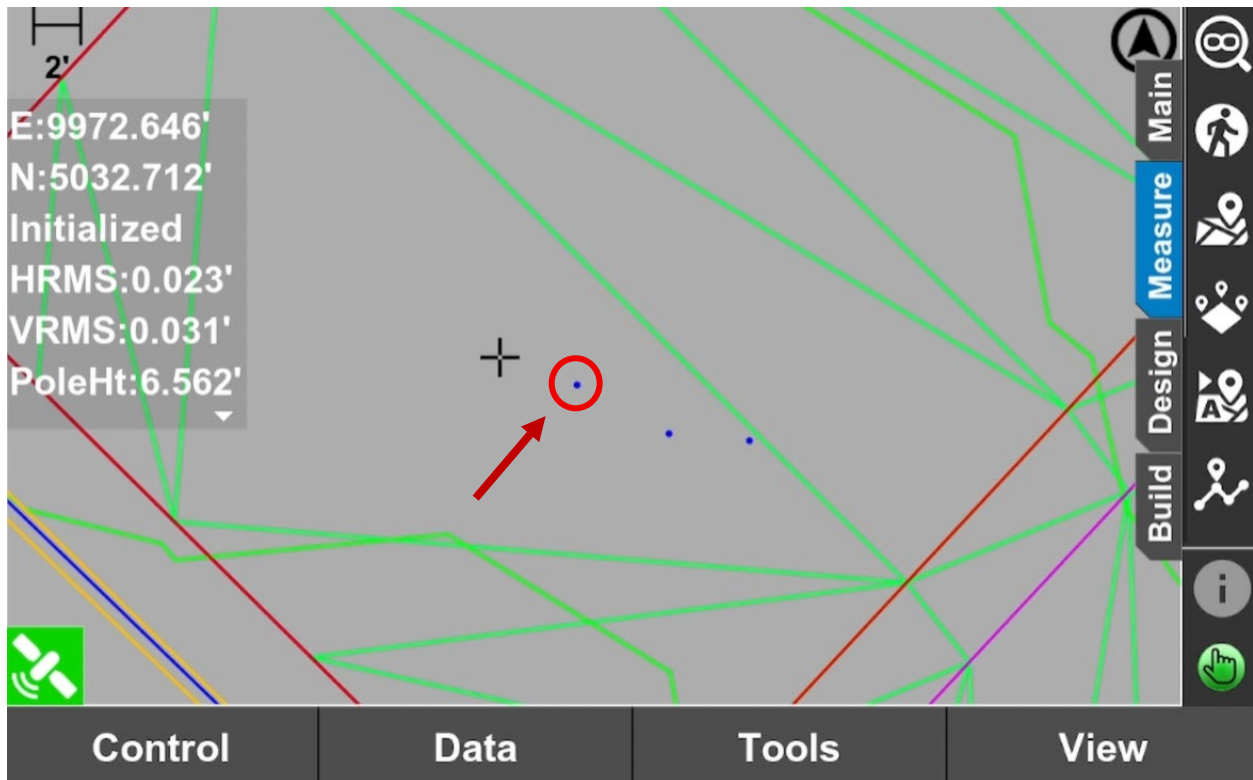 2'
E:9972.646'
N:5032.712'
Initialized
HRMS:0.023'
VRMS:0.031'
PoleHt:6.562'
Main
Measure
Design
Build
A
i
Control
Data
Tools
View